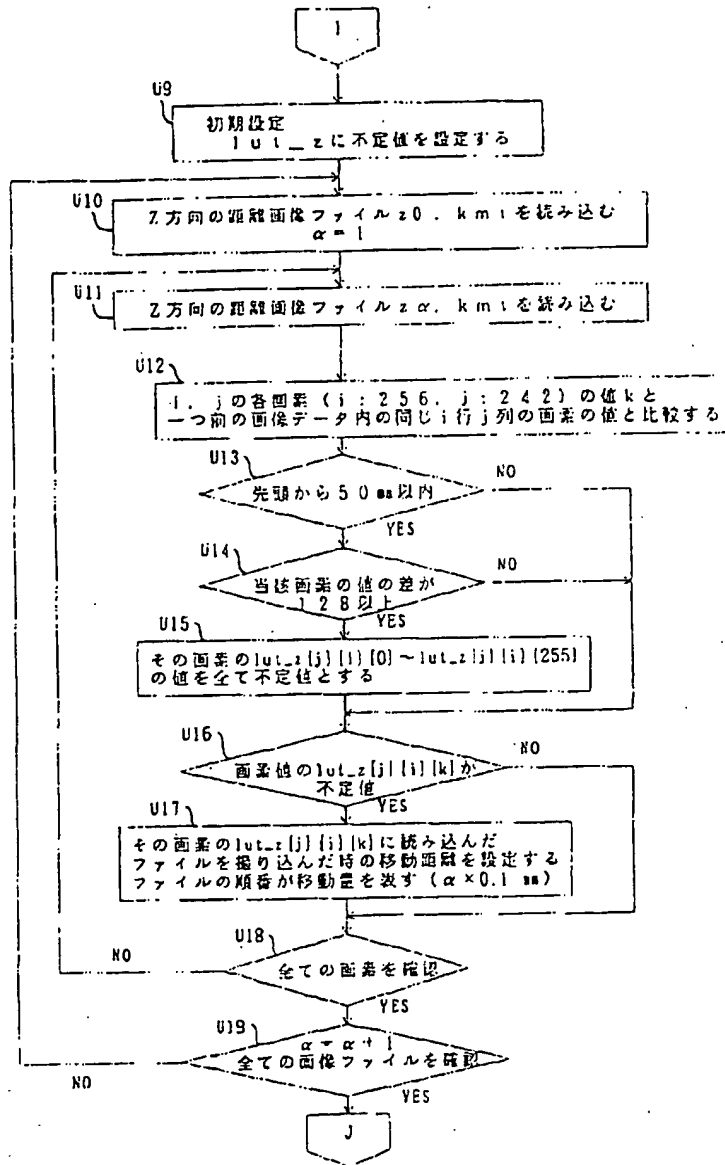 I
U9
初期設定
lut_zに不定値を設定する
U10
Z方向の距離画像ファイルz0.kmtを読み込む
α=1
U11
Z方向の距離画像ファイルzα.kmtを読み込む
U12
i, jの各画素(i:256, j:242)の値kと
一つ前の画像データ内の同じi行j列の画素の値と比較する
U13
先頭から50mm以内
NO
YES
U14
当該画素の値の差が
128以上
NO
YES
U15
その画素のlut_z[j][i][0]~lut_z[j][i][255]
の値を全て不定値とする
U16
画素値のlut_z[j][i][k]が
不定値
NO
YES
U17
その画素のlut_z[j][i][k]に読み込んだ
ファイルを撮り込んだ時の移動距離を設定する
ファイルの順番が移動量を表す(α×0.1mm)
U18
全ての画素を確認
NO
YES
U19
α=α+1
全ての画像ファイルを確認
NO
YES
J